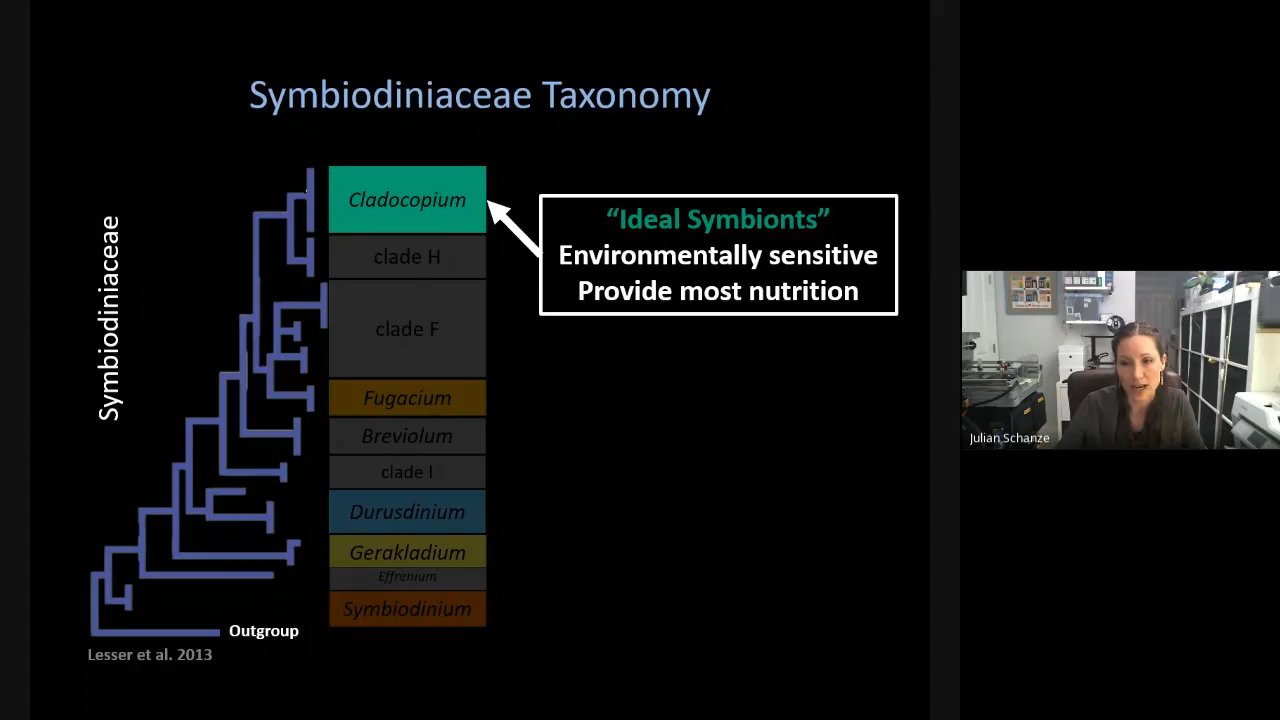 Symbiodiniaceae Taxonomy
Symbiodiniaceae
Cladocopium
clade H
clade F
Fugacium
Breviolum
clade I
Durusdinium
Gerakladium
Effrenium
Symbiodinium
Outgroup
Lesser et al. 2013
“Ideal Symbionts”
Environmentally sensitive
Provide most nutrition
Julian Schanze